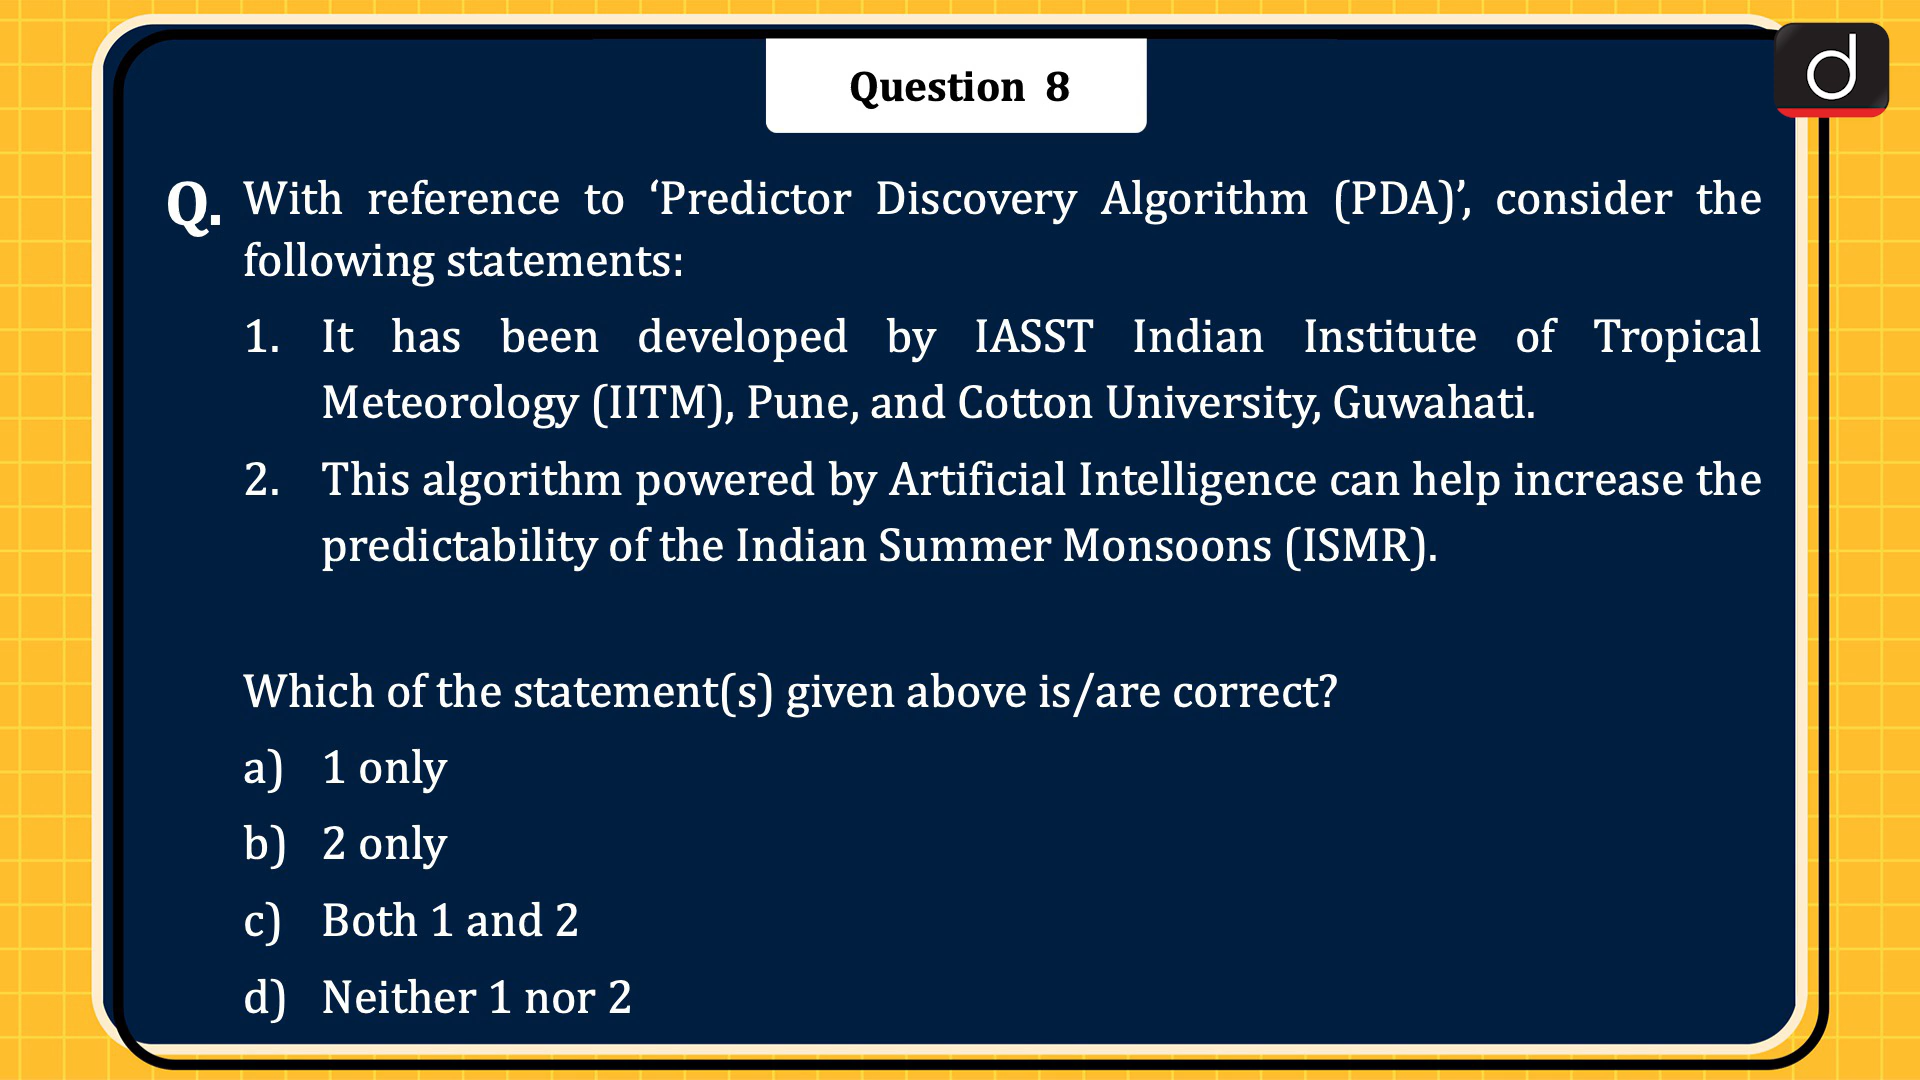 Question 8
Q. With reference to ‘Predictor Discovery Algorithm (PDA)’, consider the
following statements:
1. It has been developed by IASST Indian Institute of Tropical
Meteorology (IITM), Pune, and Cotton University, Guwahati.
2. This algorithm powered by Artificial Intelligence can help increase the
predictability of the Indian Summer Monsoons (ISMR).
Which of the statement(s) given above is/are correct?
a) 1 only
b) 2 only
c) Both 1 and 2
d) Neither 1 nor 2